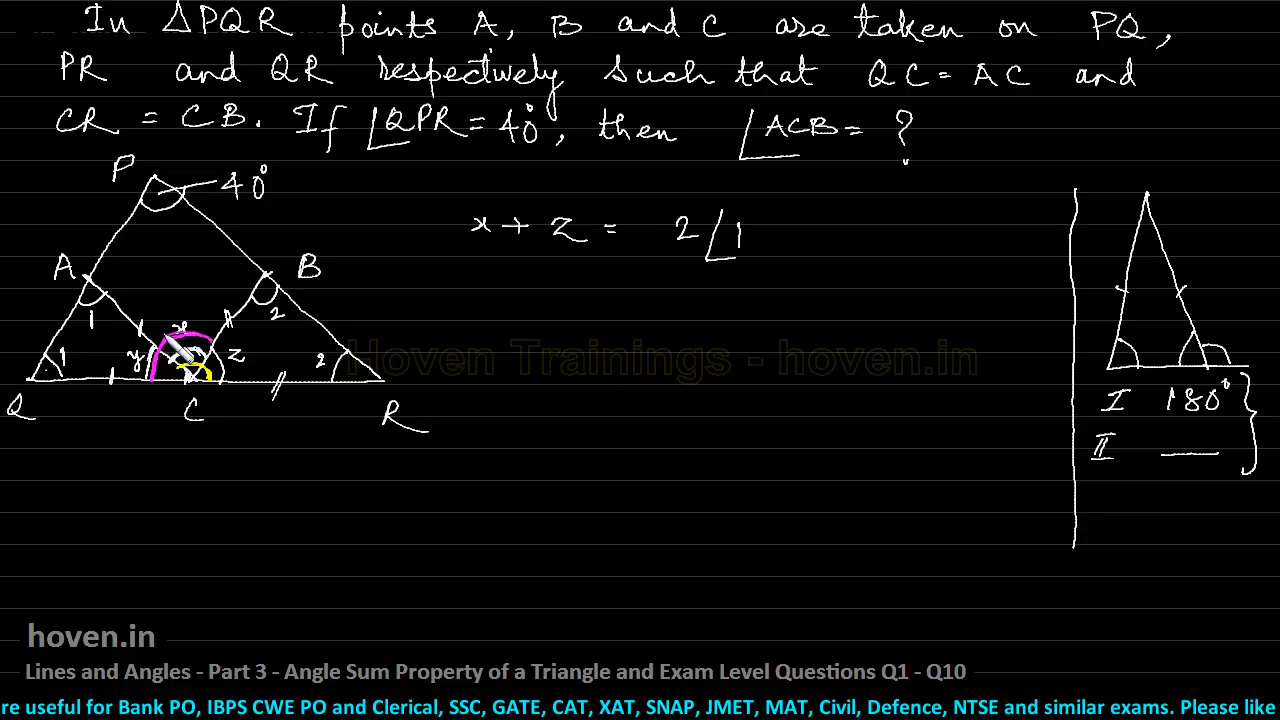 In △PQR points A, B and C are taken on PQ,
PR and QR respectively such that QC = AC and
CR = CB. If ∠QPR = 40°, then ∠ACB = ?
P
40°
x + z = 2∠1
A
B
1
2
x
y
z
1
2
Q
C
R
I 180°
II
Hoven Trainings - hoven.in
hoven.in
Lines and Angles - Part 3 - Angle Sum Property of a Triangle and Exam Level Questions Q1 - Q10
re useful for Bank PO, IBPS CWE PO and Clerical, SSC, GATE, CAT, XAT, SNAP, JMET, MAT, Civil, Defence, NTSE and similar exams. Please like